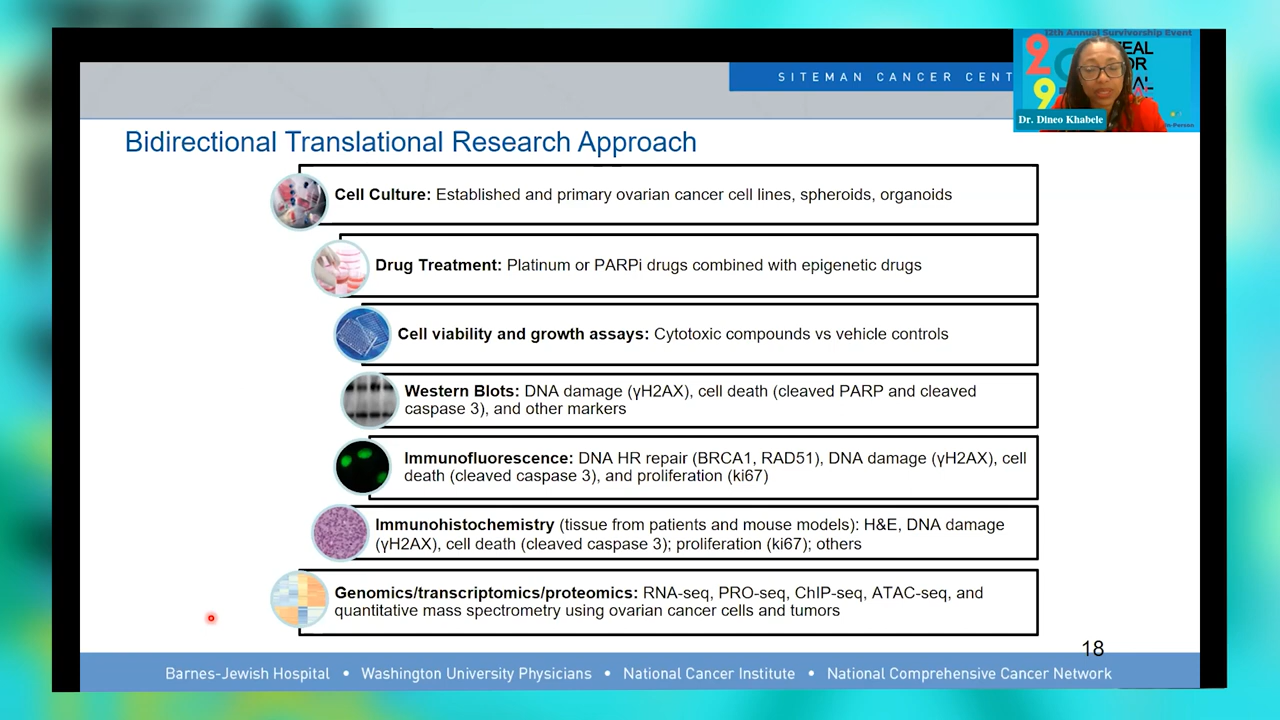 12th Annual Survivorship Event
SITEMAN CANCER CENT
Dr. Dineo Khabele
Bidirectional Translational Research Approach
Cell Culture: Established and primary ovarian cancer cell lines, spheroids, organoids
Drug Treatment: Platinum or PARPi drugs combined with epigenetic drugs
Cell viability and growth assays: Cytotoxic compounds vs vehicle controls
Western Blots: DNA damage (γH2AX), cell death (cleaved PARP and cleaved
caspase 3), and other markers
Immunofluorescence: DNA HR repair (BRCA1, RAD51), DNA damage (γH2AX), cell
death (cleaved caspase 3), and proliferation (ki67)
Immunohistochemistry (tissue from patients and mouse models): H&E, DNA damage
(γH2AX), cell death (cleaved caspase 3); proliferation (ki67); others
Genomics/transcriptomics/proteomics: RNA-seq, PRO-seq, ChIP-seq, ATAC-seq, and
quantitative mass spectrometry using ovarian cancer cells and tumors
18
Barnes-Jewish Hospital • Washington University Physicians • National Cancer Institute • National Comprehensive Cancer Network